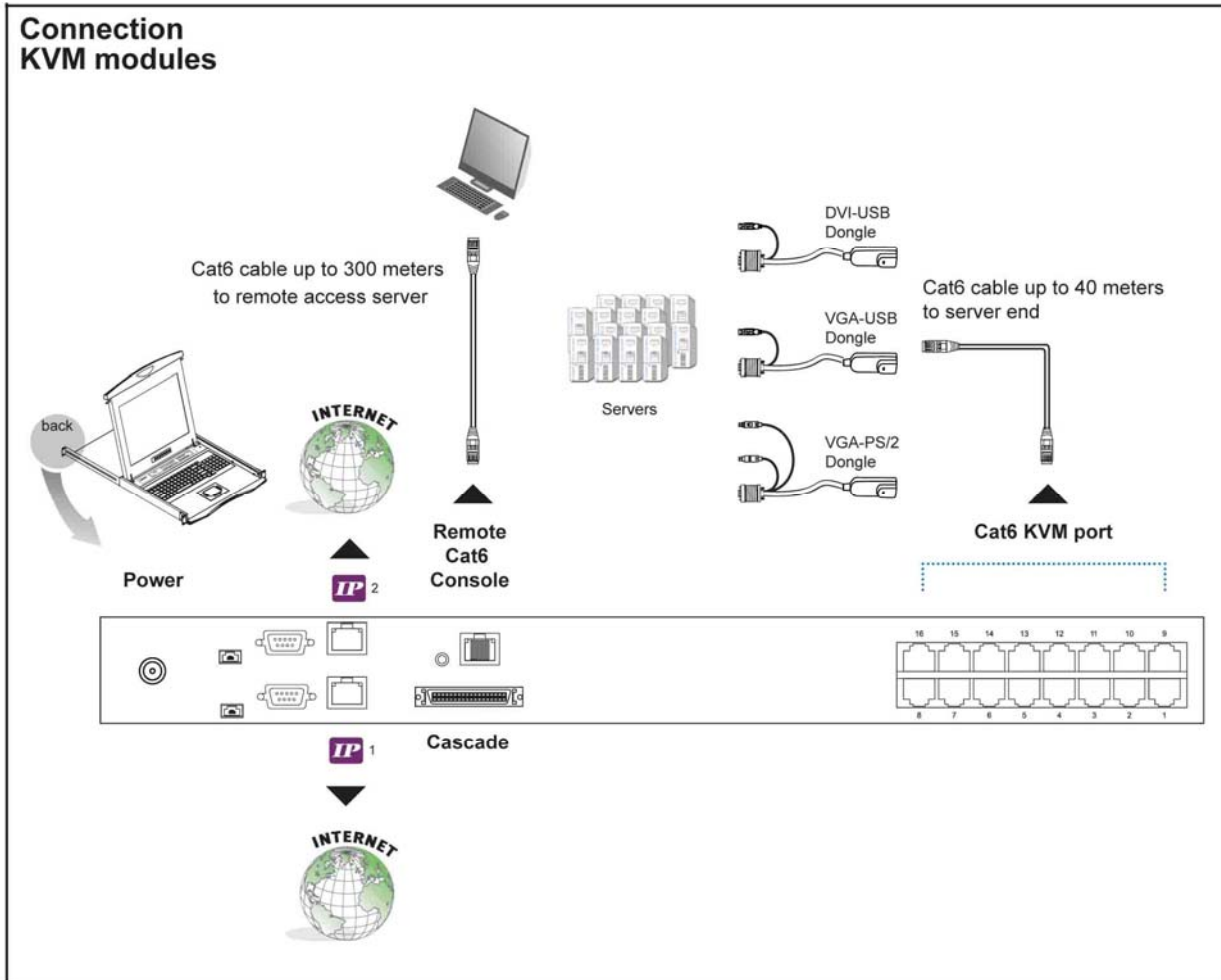 Connection
KVM modules
Cat6 cable up to 300 meters
to remote access server
DVI-USB
Dongle
Cat6 cable up to 40 meters
to server end
VGA-USB
Dongle
Servers
back
INTERNET
VGA-PS/2
Dongle
Remote
Cat6
Console
Cat6 KVM port
Power
IP 2
16 15 14 13 12 11 10 9
8 7 6 5 4 3 2 1
IP 1
Cascade
INTERNET